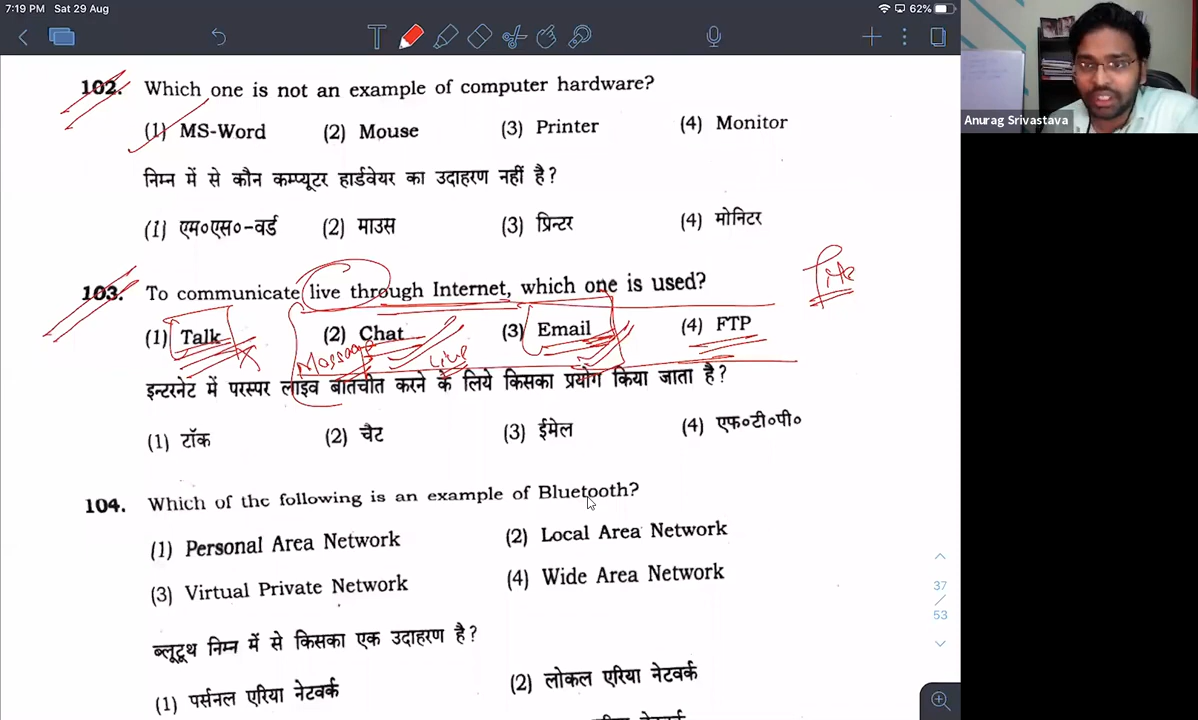 7:19 PM Sat 29 Aug
62%
Anurag Srivastava
102. Which one is not an example of computer hardware?
(1) MS-Word (2) Mouse (3) Printer (4) Monitor
निम्न में से कौन कम्प्यूटर हार्डवेयर का उदाहरण नहीं है?
(1) एम०एस०-वर्ड (2) माउस (3) प्रिन्टर (4) मोनिटर
103. To communicate live through Internet, which one is used?
(1) Talk (2) Chat (3) Email (4) FTP
Live
इन्टरनेट में परस्पर लाइव बातचीत करने के लिये किसका प्रयोग किया जाता है?
(1) टॉक (2) चैट (3) ईमेल (4) एफ०टी०पी०
104. Which of thc following is an example of Bluetooth?
(1) Personal Area Network (2) Local Area Network
(3) Virtual Private Network (4) Wide Area Network
37
/
53
ब्लूटूथ निम्न में से किसका एक उदाहरण है?
(1) पर्सनल एरिया नेटवर्क (2) लोकल एरिया नेटवर्क